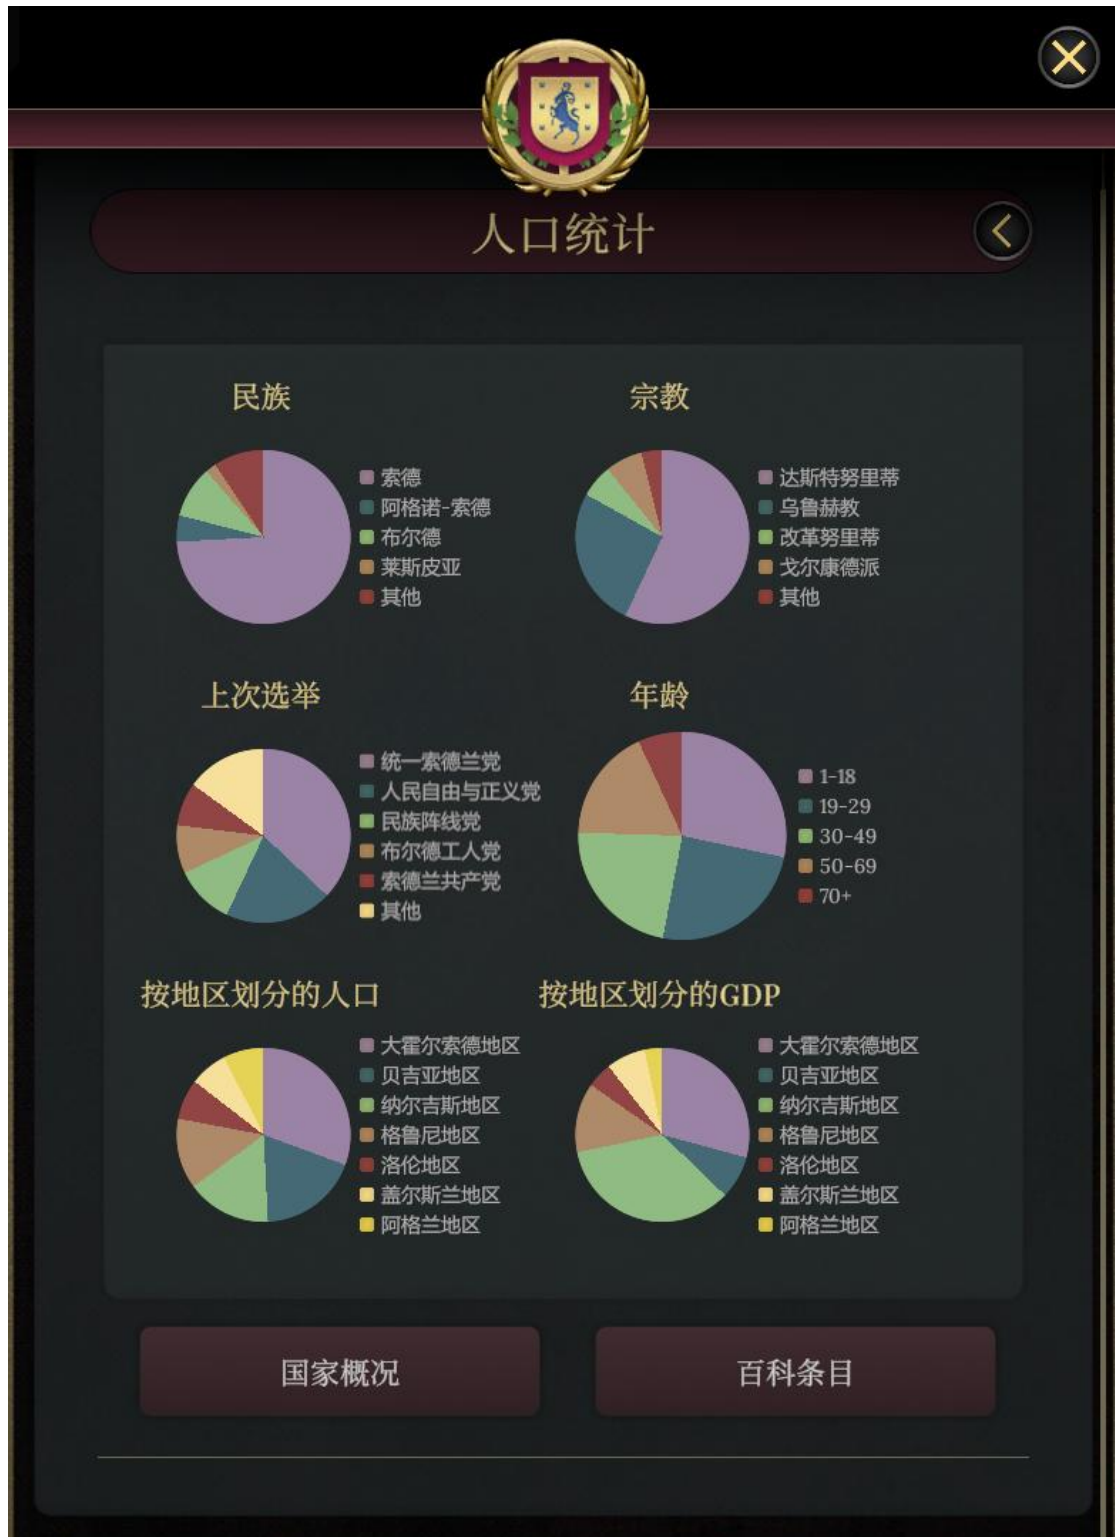 人口统计
民族
索德
阿格诺-索德
布尔德
莱斯皮亚
其他
宗教
达斯特努里蒂
乌鲁赫教
改革努里蒂
戈尔康德派
其他
上次选举
统一索德兰党
人民自由与正义党
民族阵线党
布尔德工人党
索德兰共产党
其他
年龄
1-18
19-29
30-49
50-69
70+
按地区划分的人口
大霍尔索德地区
贝吉亚地区
纳尔吉斯地区
格鲁尼地区
洛伦地区
盖尔斯兰地区
阿格兰地区
按地区划分的GDP
大霍尔索德地区
贝吉亚地区
纳尔吉斯地区
格鲁尼地区
洛伦地区
盖尔斯兰地区
阿格兰地区
国家概况
百科条目